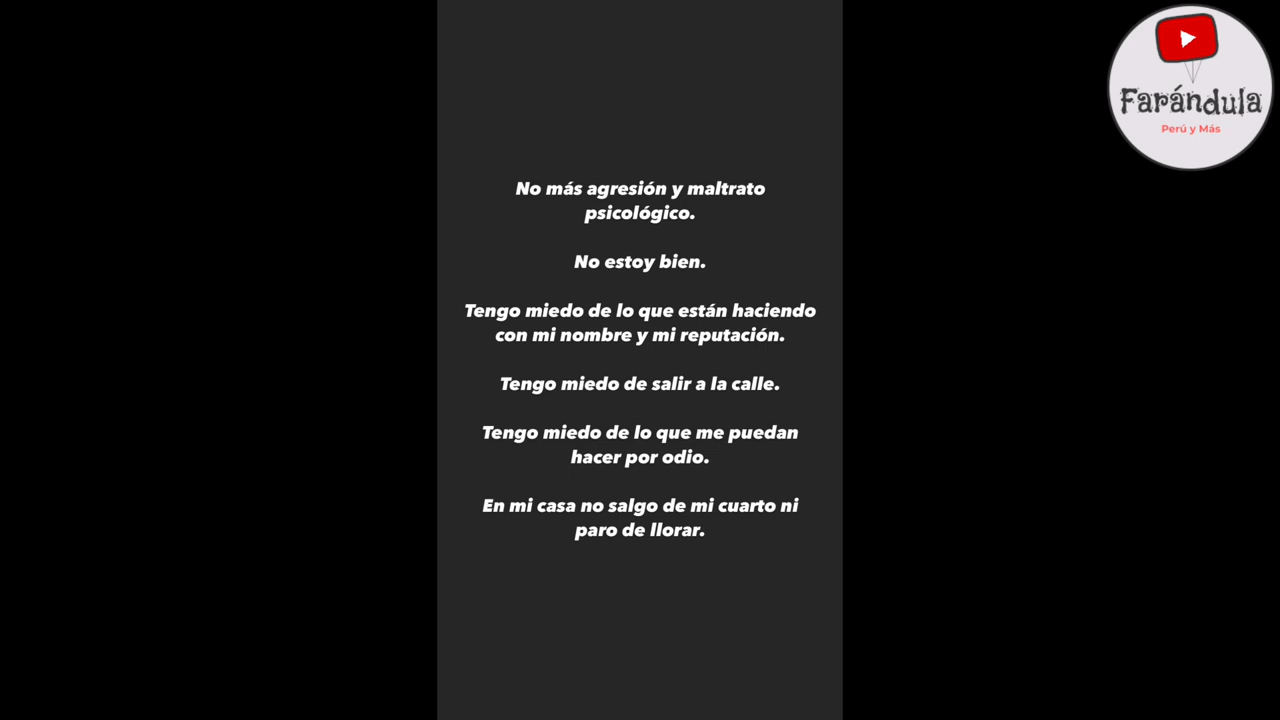 Farándula
Perú y Más
No más agresión y maltrato
psicológico.
No estoy bien.
Tengo miedo de lo que están haciendo
con mi nombre y mi reputación.
Tengo miedo de salir a la calle.
Tengo miedo de lo que me puedan
hacer por odio.
En mi casa no salgo de mi cuarto ni
paro de llorar.